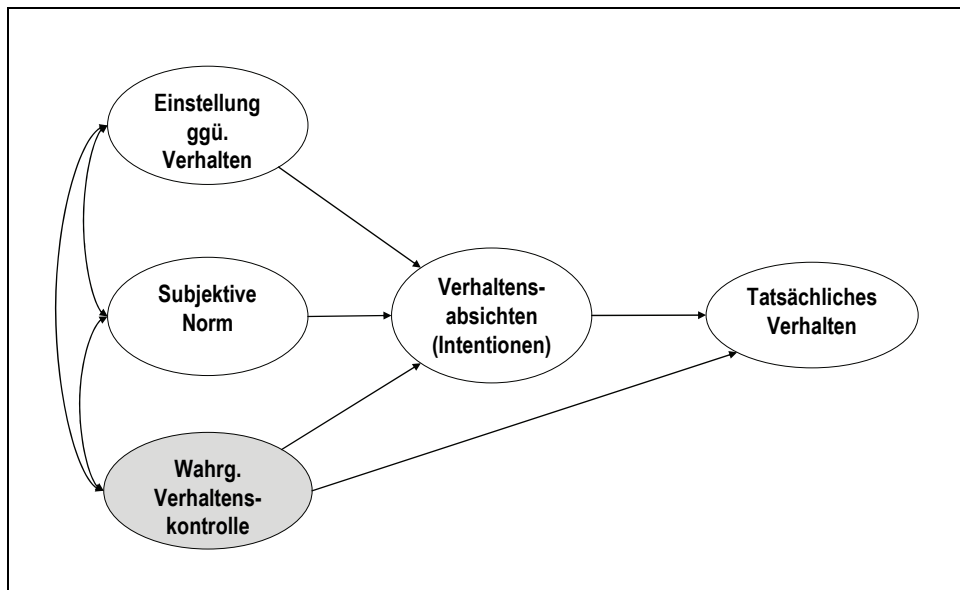 Einstellung
ggü.
Verhalten
Subjektive
Norm
Wahrg.
Verhaltens-
kontrolle
Verhaltens-
absichten
(Intentionen)
Tatsächliches
Verhalten